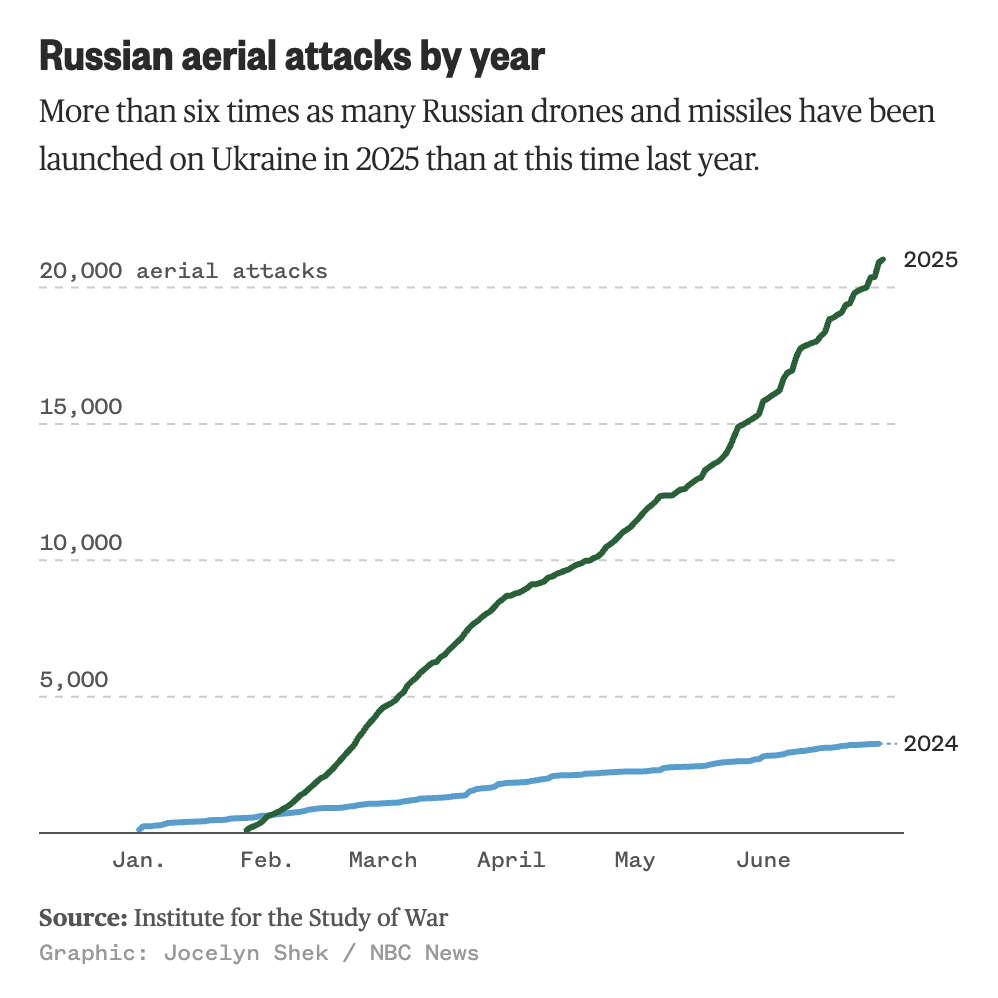 Russian aerial attacks by year
More than six times as many Russian drones and missiles have been
launched on Ukraine in 2025 than at this time last year.
2025
20,000 aerial attacks
15,000
10,000
5,000
2024
Jan. Feb. March April May June
Source: Institute for the Study of War
Graphic: Jocelyn Shek / NBC News